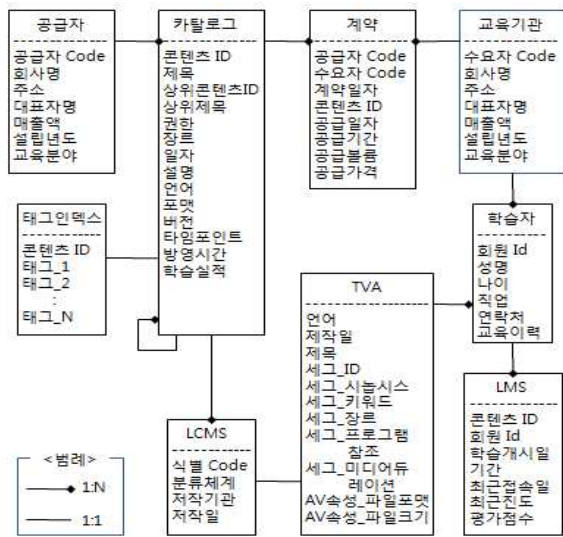 공급자
공급자 Code
회사명
주소
대표자명
매출액
설립년도
교육분야
카탈로그
콘텐츠 ID
제목
상위콘텐츠ID
상위제목
권한
장르
일자
설명
언어
포맷
버전
타임포인트
방영시간
학습실적
계약
공급자 Code
수요자 Code
계약일자
콘텐츠 ID
공급일자
공급기간
공급볼륨
공급가격
교육기관
수요자 Code
회사명
주소
대표자명
매출액
설립년도
교육분야
태그인덱스
콘텐츠 ID
태그_1
태그_2
:
태그_N
학습자
회원 Id
성명
나이
직업
연락처
교육이력
TVA
언어
제작일
제목
세그_ID
세그_시놉시스
세그_키워드
세그_장르
세그_프로그램
참조
세그_미디어듀
레이션
AV속성_파일포맷
AV속성_파일크기
LCMS
식별 Code
분류체계
저작기관
저작일
LMS
콘텐츠 ID
회원 Id
학습개시일
기간
최근접속일
최근진도
평가점수
<범례>
1:N
1:1